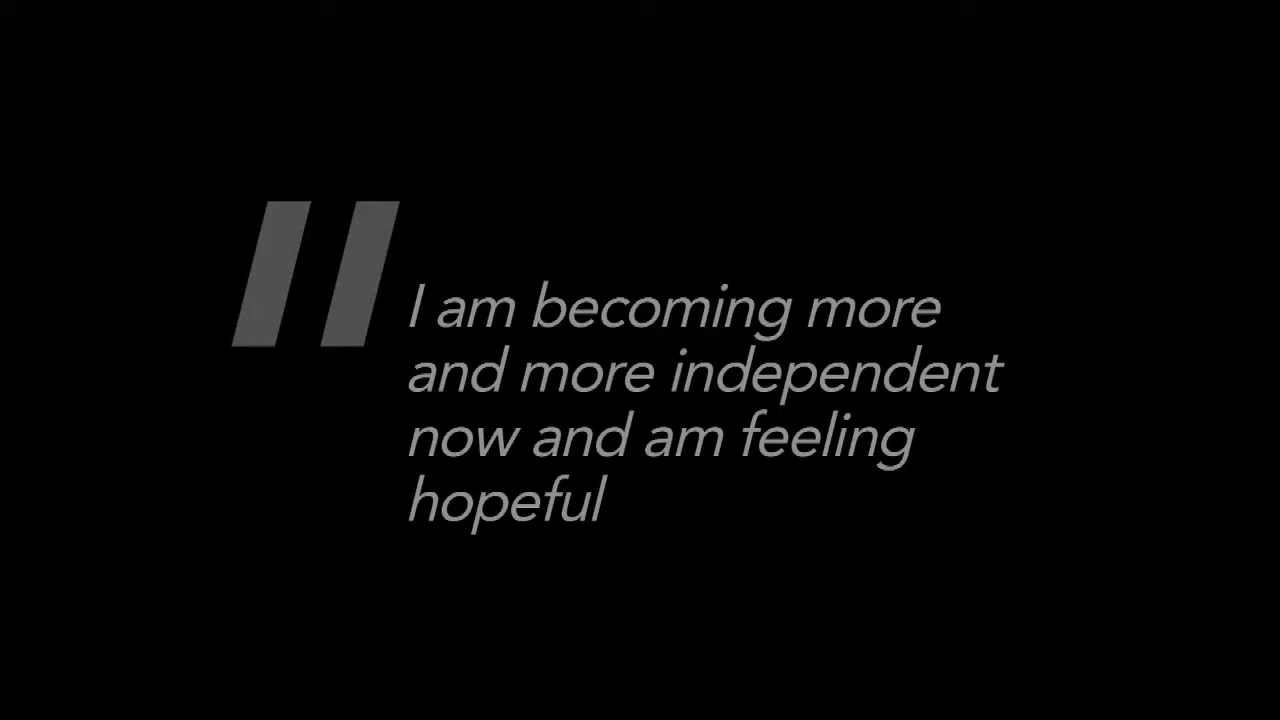 "I am becoming more
and more independent
now and am feeling
hopeful